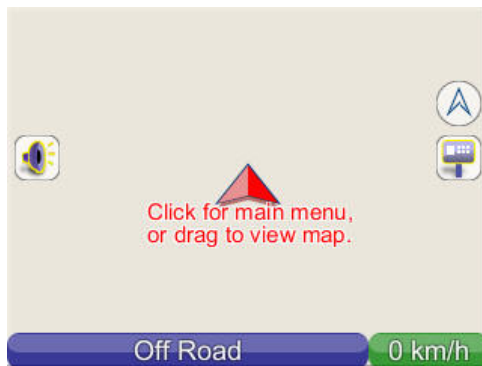 Click for main menu,
or drag to view map.
Off Road
0 km/h